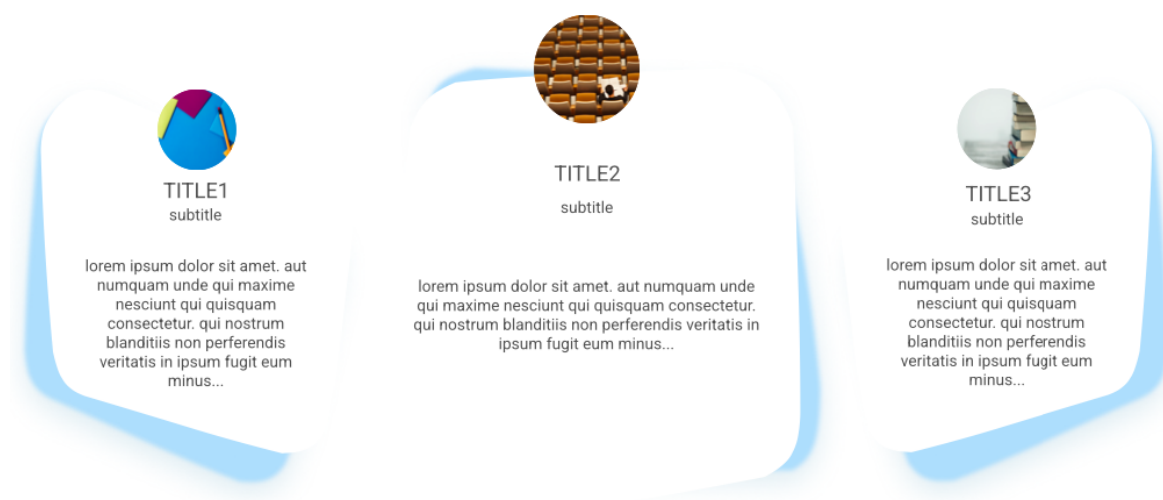 TITLE1
subtitle
lorem ipsum dolor sit amet. aut
numquam unde qui maxime
nesciunt qui quisquam
consectetur. qui nostrum
blanditiis non perferendis
veritatis in ipsum fugit eum
minus...
TITLE2
subtitle
lorem ipsum dolor sit amet. aut numquam unde
qui maxime nesciunt qui quisquam consectetur.
qui nostrum blanditiis non perferendis veritatis in
ipsum fugit eum minus...
TITLE3
subtitle
lorem ipsum dolor sit amet. aut
numquam unde qui maxime
nesciunt qui quisquam
consectetur. qui nostrum
blanditiis non perferendis
veritatis in ipsum fugit eum
minus...